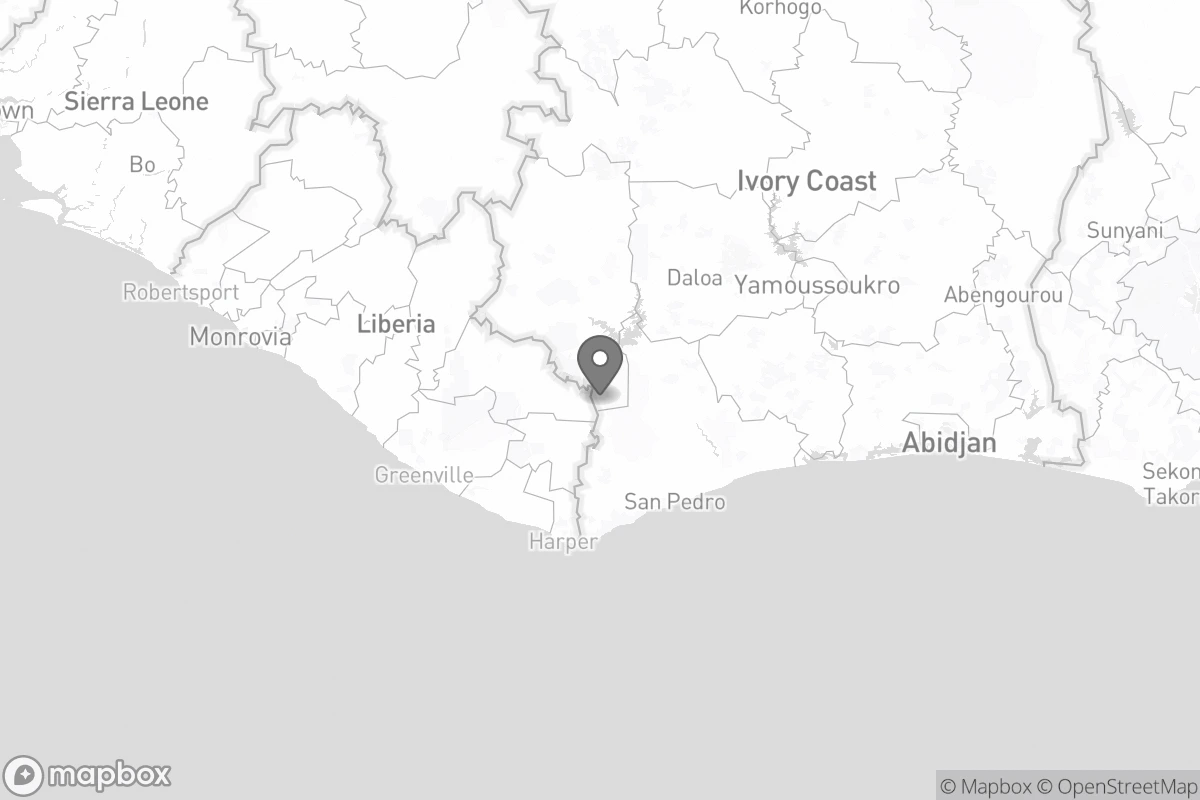 Korhogo
Sierra Leone
own
Bo
Ivory Coast
Sunyani
Daloa
Yamoussoukro
Robertsport
Abengourou
Liberia
Monrovia
Abidjan
Greenville
Sekon
Takor
San Pedro
Harper
mapbox
© Mapbox © OpenStreetMap